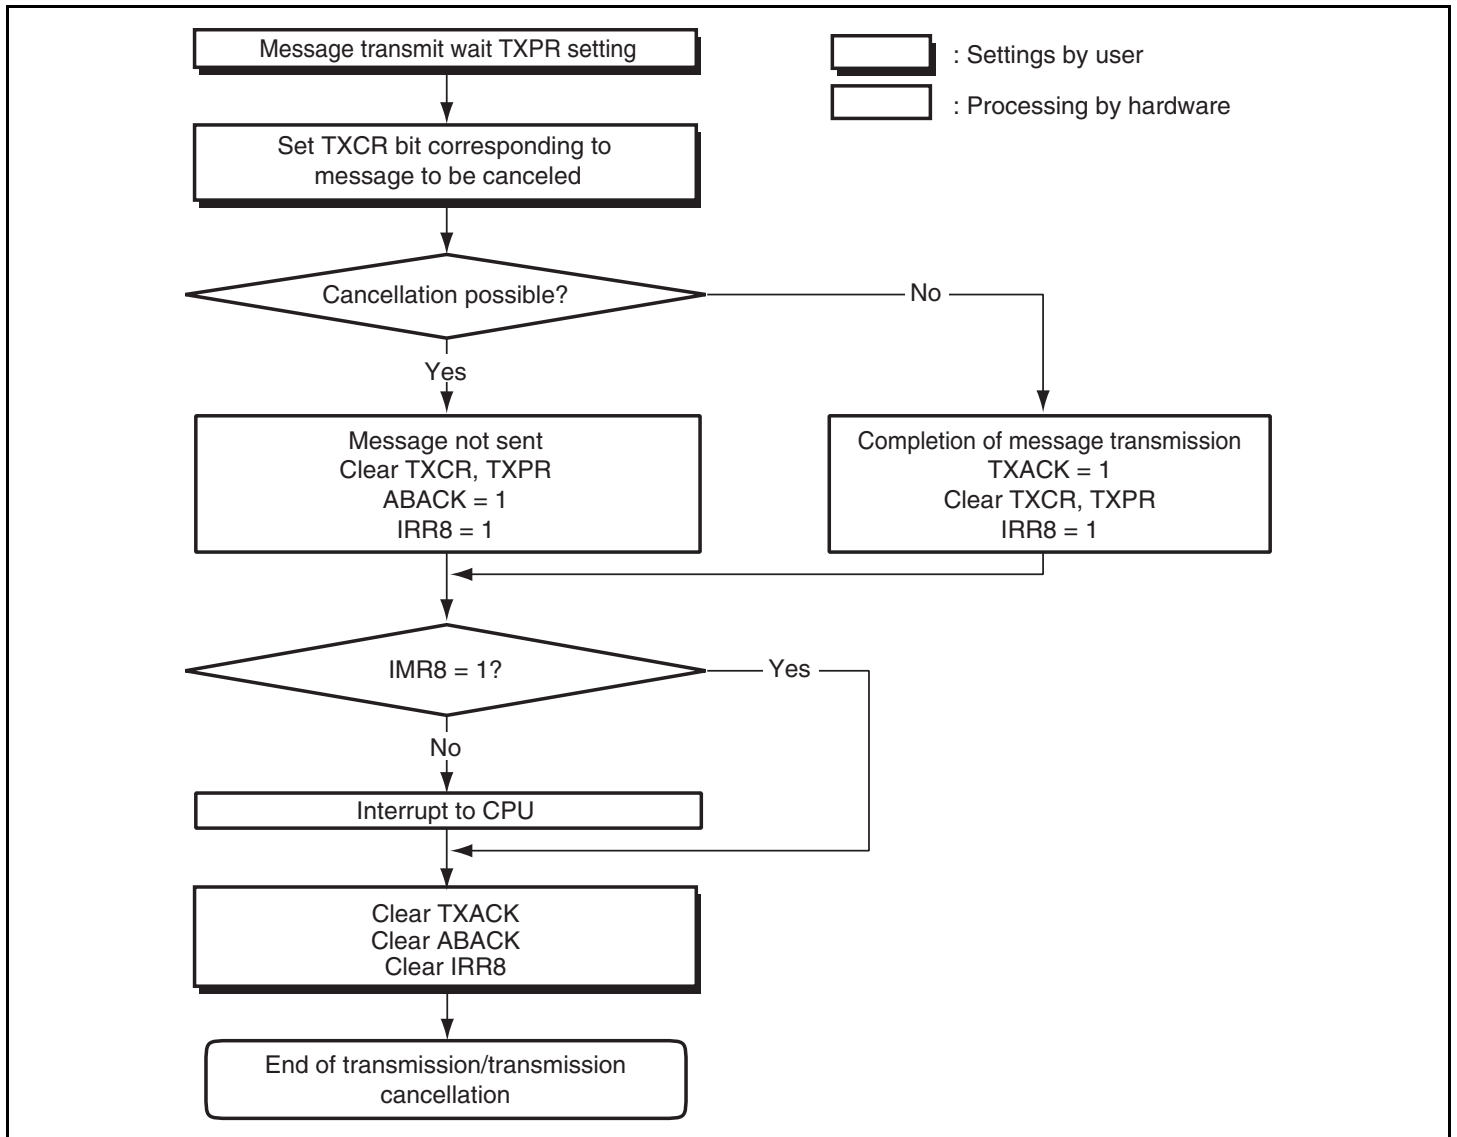 Message transmit wait TXPR setting
: Settings by user
: Processing by hardware
Set TXCR bit corresponding to
message to be canceled
Cancellation possible?
No
Yes
Message not sent
Clear TXCR, TXPR
ABACK = 1
IRR8 = 1
Completion of message transmission
TXACK = 1
Clear TXCR, TXPR
IRR8 = 1
IMR8 = 1?
Yes
No
Interrupt to CPU
Clear TXACK
Clear ABACK
Clear IRR8
End of transmission/transmission
cancellation